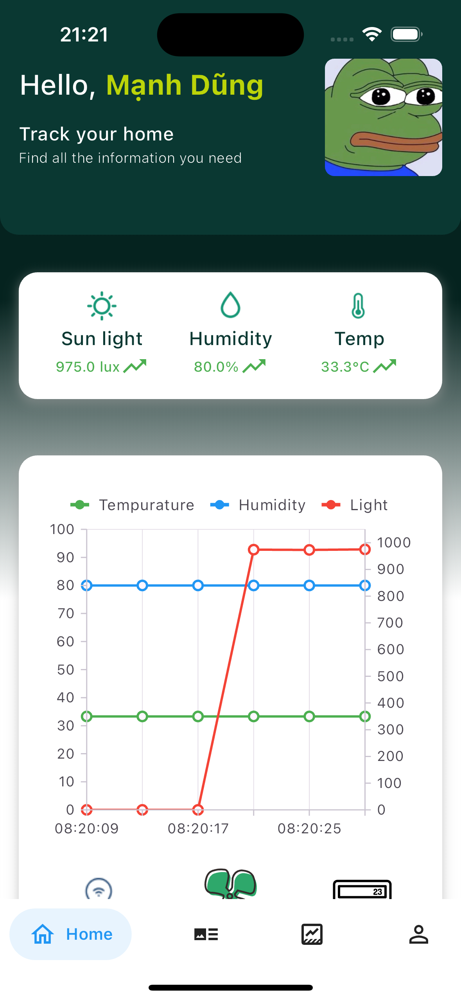 21:21
Hello, Mạnh Dũng
Track your home
Find all the information you need
Sun light
Humidity
Temp
975.0 lux
80.0%
33.3°C
Tempurature
Humidity
Light
100
90
80
70
60
50
40
30
20
10
0
1000
900
800
700
600
500
400
300
200
100
0
08:20:09
08:20:17
08:20:25
23
Home